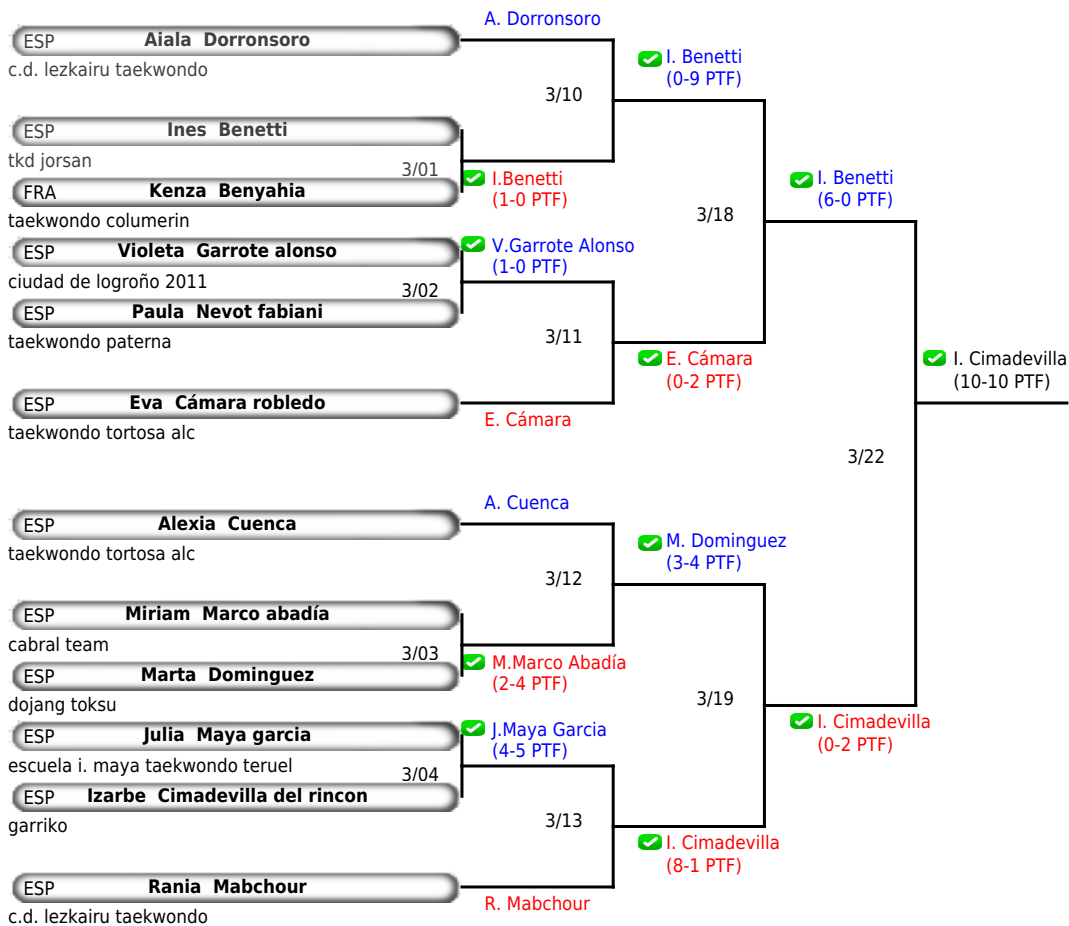 A. Dorronsoro
ESP Aiala Dorronsoro
c.d. lezkairu taekwondo
I. Benetti
(0-9 PTF)
3/10
ESP Ines Benetti
tkd jorsan
3/01
I.Benetti
(1-0 PTF)
I. Benetti
(6-0 PTF)
FRA Kenza Benyahia
taekwondo columerin
3/18
ESP Violeta Garrote alonso
V.Garrote Alonso
(1-0 PTF)
ciudad de logroño 2011
3/02
ESP Paula Nevot fabiani
taekwondo paterna
3/11
E. Cámara
(0-2 PTF)
I. Cimadevilla
(10-10 PTF)
ESP Eva Cámara robledo
E. Cámara
taekwondo tortosa alc
3/22
A. Cuenca
ESP Alexia Cuenca
taekwondo tortosa alc
M. Dominguez
(3-4 PTF)
3/12
ESP Miriam Marco abadía
cabral team
3/03
M.Marco Abadía
(2-4 PTF)
ESP Marta Dominguez
dojang toksu
3/19
ESP Julia Maya garcia
J.Maya Garcia
(4-5 PTF)
I. Cimadevilla
(0-2 PTF)
escuela i. maya taekwondo teruel
3/04
ESP Izarbe Cimadevilla del rincon
garriko
3/13
I. Cimadevilla
(8-1 PTF)
ESP Rania Mabchour
R. Mabchour
c.d. lezkairu taekwondo